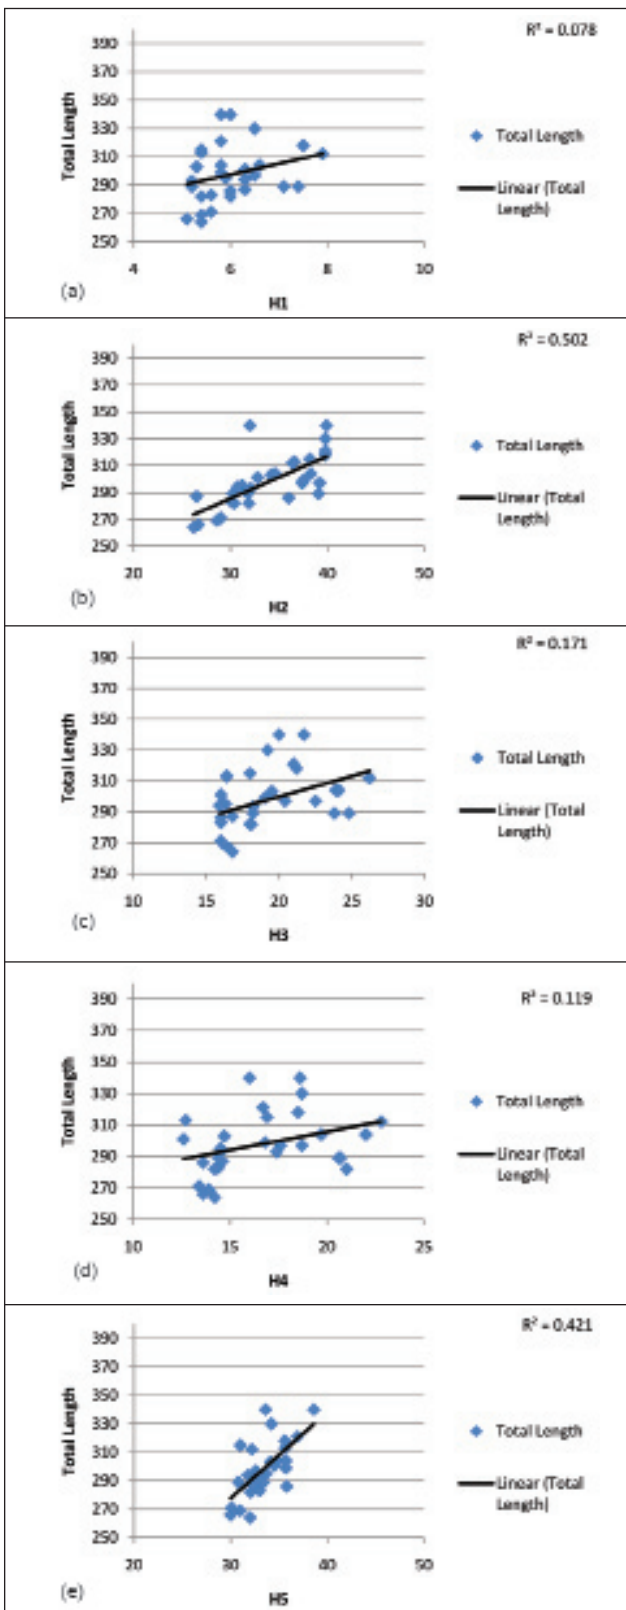 R² = 0.078
390
370
350
330
310
290
270
250
Total Length
4
6
8
10
H1
Total Length
Linear (Total
Length)
(a)
R² = 0.502
390
370
350
330
310
290
270
250
Total Length
20
30
40
50
H2
Total Length
Linear (Total
Length)
(b)
R² = 0.171
390
370
350
330
310
290
270
250
Total Length
10
15
20
25
30
H3
Total Length
Linear (Total
Length)
(c)
R² = 0.119
390
370
350
330
310
290
270
250
Total Length
10
15
20
25
H4
Total Length
Linear (Total
Length)
(d)
R² = 0.421
390
370
350
330
310
290
270
250
Total Length
20
30
40
50
H5
Total Length
Linear (Total
Length)
(e)